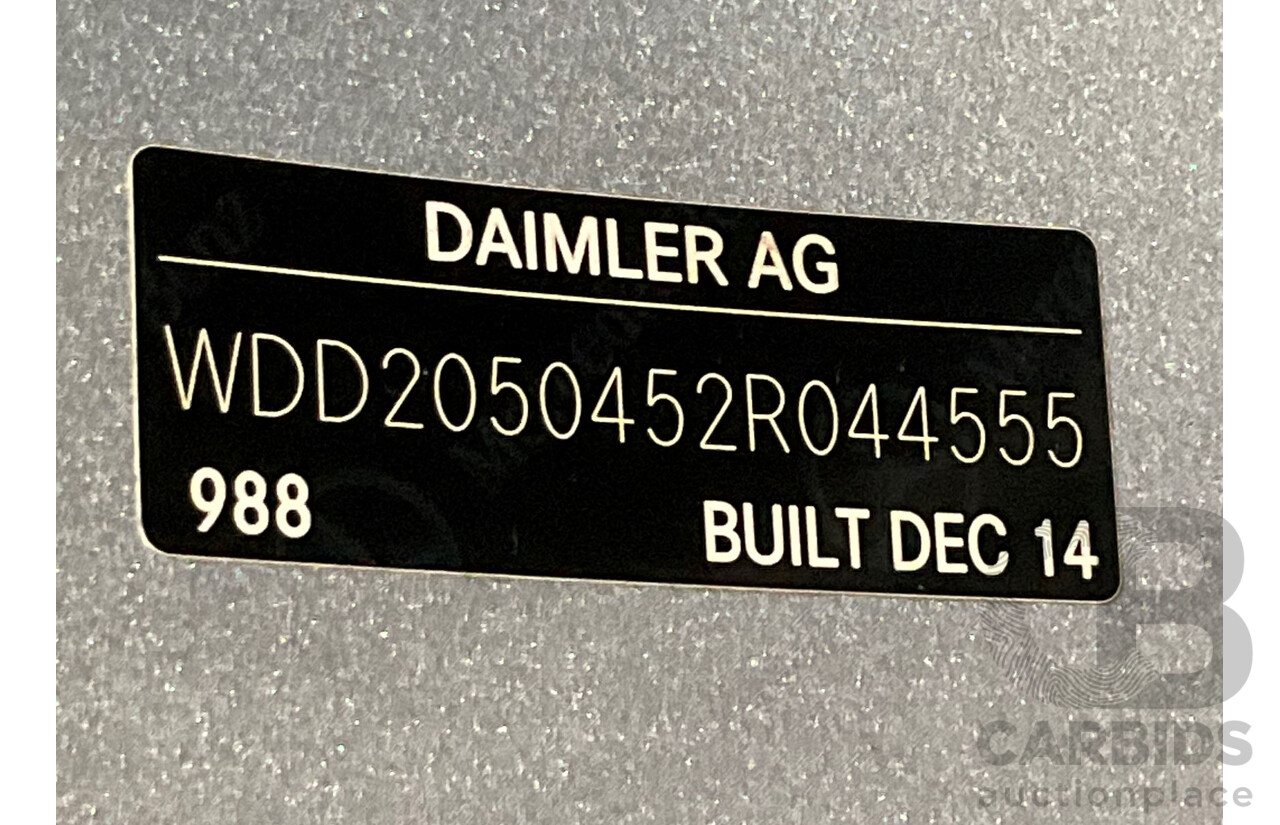 DAIMLER AG
WDD2050452R044555
988 BUILT DEC 14
B
CARBIDS
auctionplace